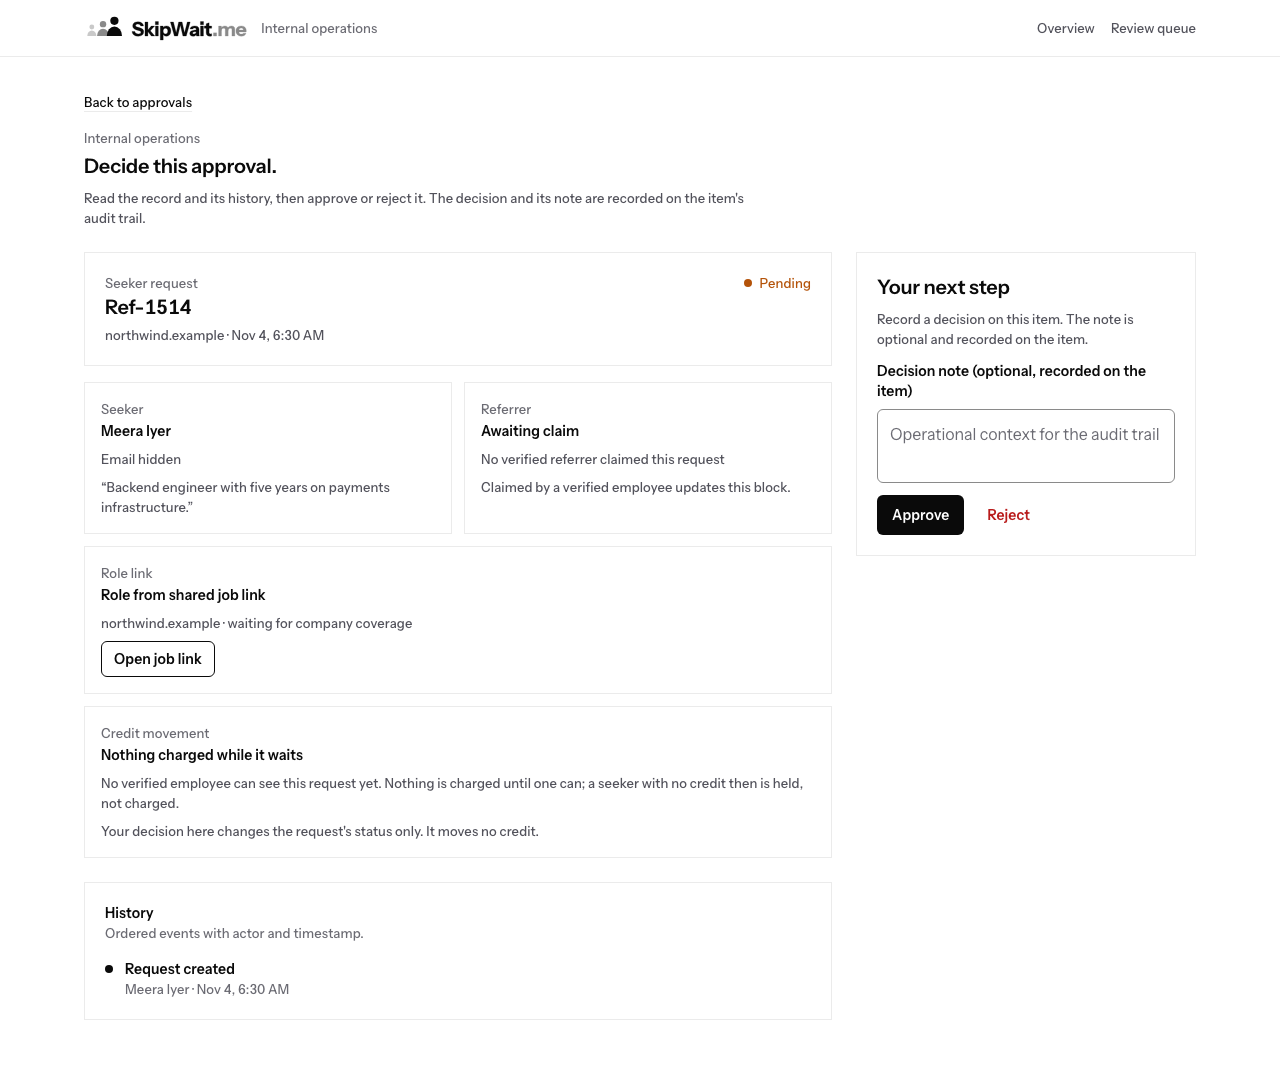 SkipWait.me
Internal operations
Overview
Review queue
Back to approvals
Internal operations
Decide this approval.
Read the record and its history, then approve or reject it. The decision and its note are recorded on the item's
audit trail.
Seeker request
Pending
Ref-1514
northwind.example · Nov 4, 6:30 AM
Seeker
Meera Iyer
Email hidden
“Backend engineer with five years on payments
infrastructure.”
Referrer
Awaiting claim
No verified referrer claimed this request
Claimed by a verified employee updates this block.
Role link
Role from shared job link
northwind.example · waiting for company coverage
Open job link
Credit movement
Nothing charged while it waits
No verified employee can see this request yet. Nothing is charged until one can; a seeker with no credit then is held,
not charged.
Your decision here changes the request's status only. It moves no credit.
History
Ordered events with actor and timestamp.
Request created
Meera Iyer · Nov 4, 6:30 AM
Your next step
Record a decision on this item. The note is
optional and recorded on the item.
Decision note (optional, recorded on the
item)
Operational context for the audit trail
Approve
Reject